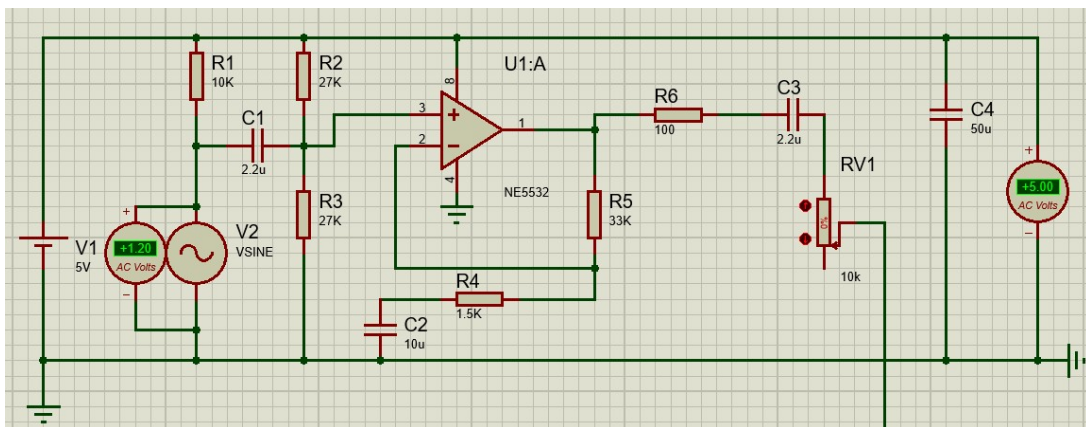 R1
10K
R2
27K
U1:A
8
C1
2.2u
3
2
1
4
NE5532
R6
100
C3
2.2u
C4
50u
RV1
0%
10k
+
+5.00
AC Volts
−
R3
27K
R5
33K
V1
5V
+
+1.20
AC Volts
−
V2
VSINE
R4
1.5K
C2
10u